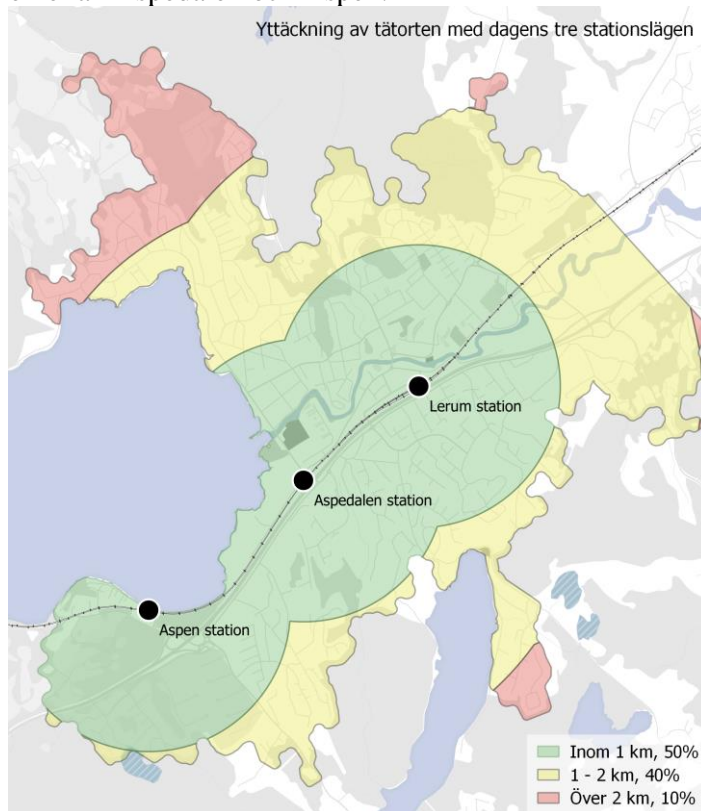 Yttäckning av tätorten med dagens tre stationslägen
Lerum station
Aspedalen station
Aspen station
Inom 1 km, 50%
1 - 2 km, 40%
Över 2 km, 10%